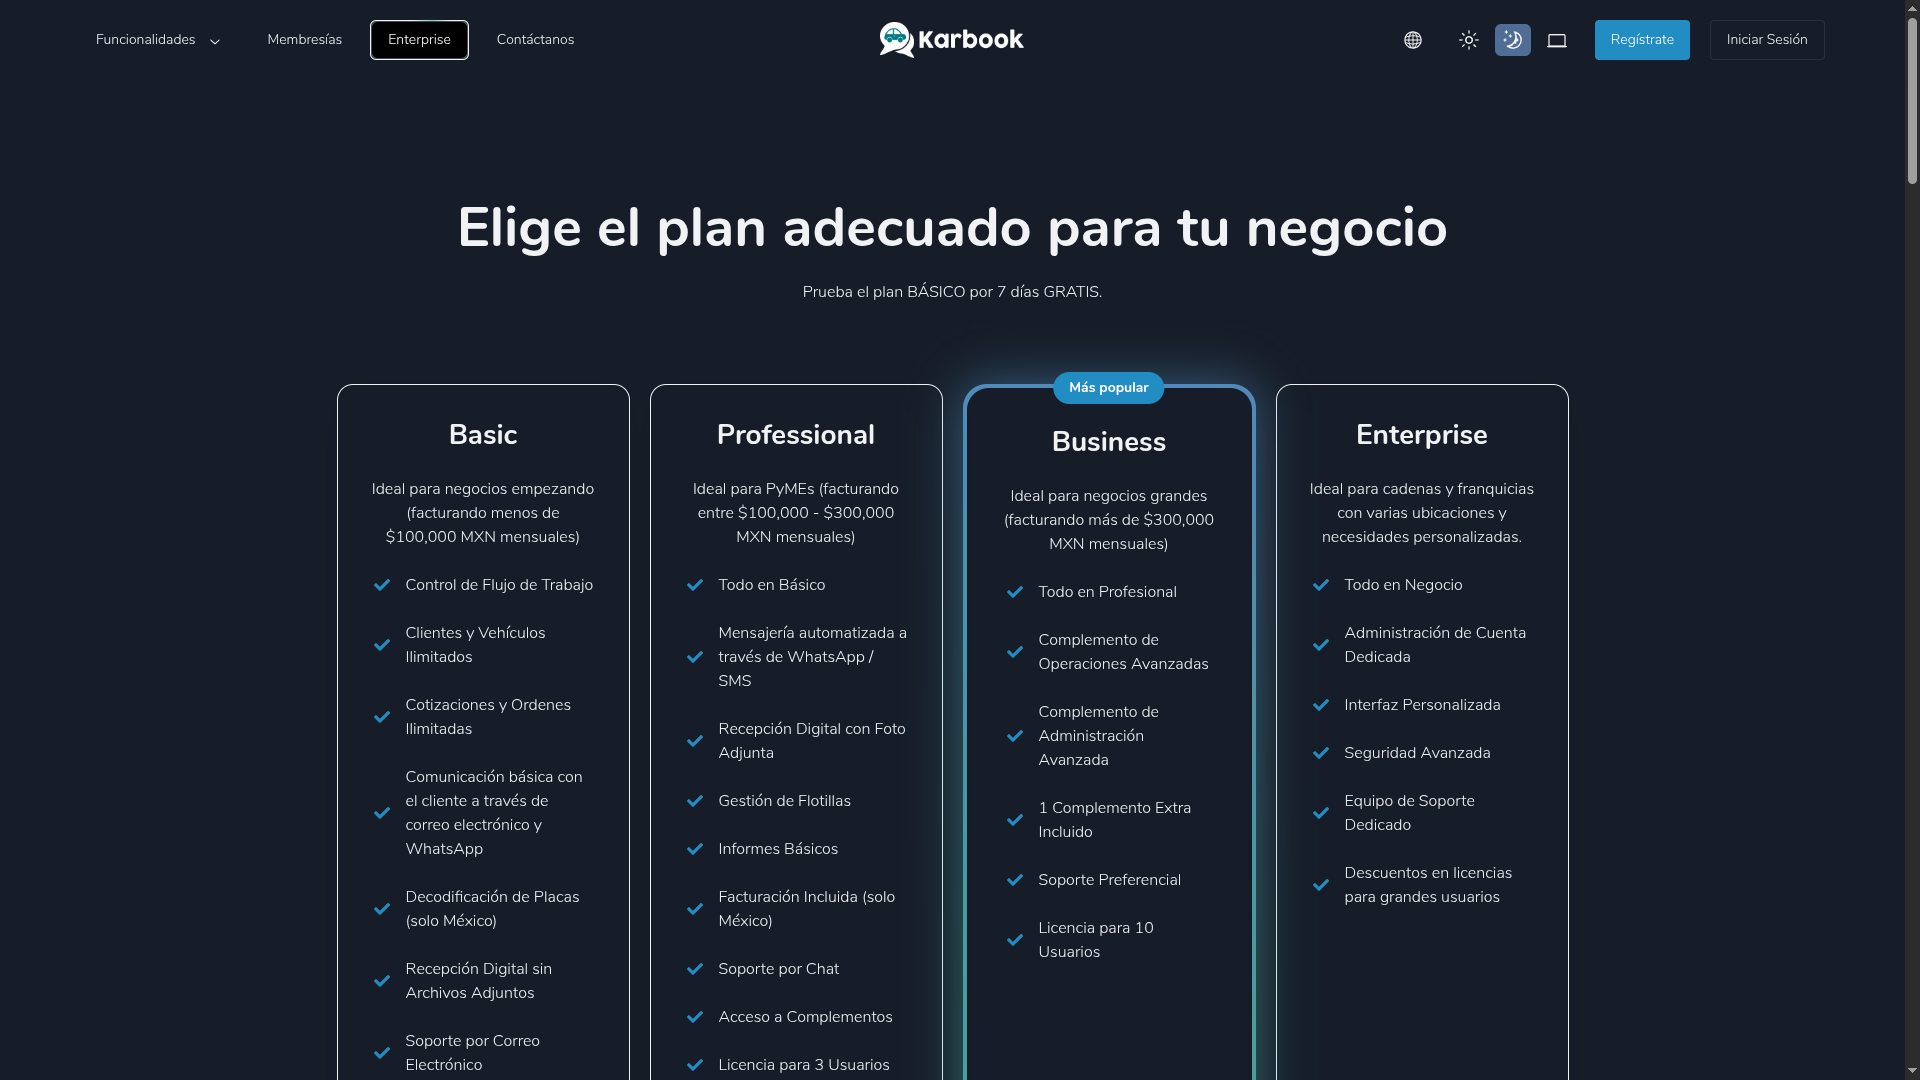 Funcionalidades
Membresías
Enterprise
Contáctanos
Karbook
Regístrate
Iniciar Sesión
Elige el plan adecuado para tu negocio
Prueba el plan BÁSICO por 7 días GRATIS.
Basic
Ideal para negocios empezando
(facturando menos de
$100,000 MXN mensuales)
Control de Flujo de Trabajo
Clientes y Vehículos
Ilimitados
Cotizaciones y Ordenes
Ilimitadas
Comunicación básica con
el cliente a través de
correo electrónico y
WhatsApp
Decodificación de Placas
(solo México)
Recepción Digital sin
Archivos Adjuntos
Soporte por Correo
Electrónico
Professional
Ideal para PyMEs (facturando
entre $100,000 - $300,000
MXN mensuales)
Todo en Básico
Mensajería automatizada a
través de WhatsApp /
SMS
Recepción Digital con Foto
Adjunta
Gestión de Flotillas
Informes Básicos
Facturación Incluida (solo
México)
Soporte por Chat
Acceso a Complementos
Licencia para 3 Usuarios
Más popular
Business
Ideal para negocios grandes
(facturando más de $300,000
MXN mensuales)
Todo en Profesional
Complemento de
Operaciones Avanzadas
Complemento de
Administración
Avanzada
1 Complemento Extra
Incluido
Soporte Preferencial
Licencia para 10
Usuarios
Enterprise
Ideal para cadenas y franquicias
con varias ubicaciones y
necesidades personalizadas.
Todo en Negocio
Administración de Cuenta
Dedicada
Interfaz Personalizada
Seguridad Avanzada
Equipo de Soporte
Dedicado
Descuentos en licencias
para grandes usuarios